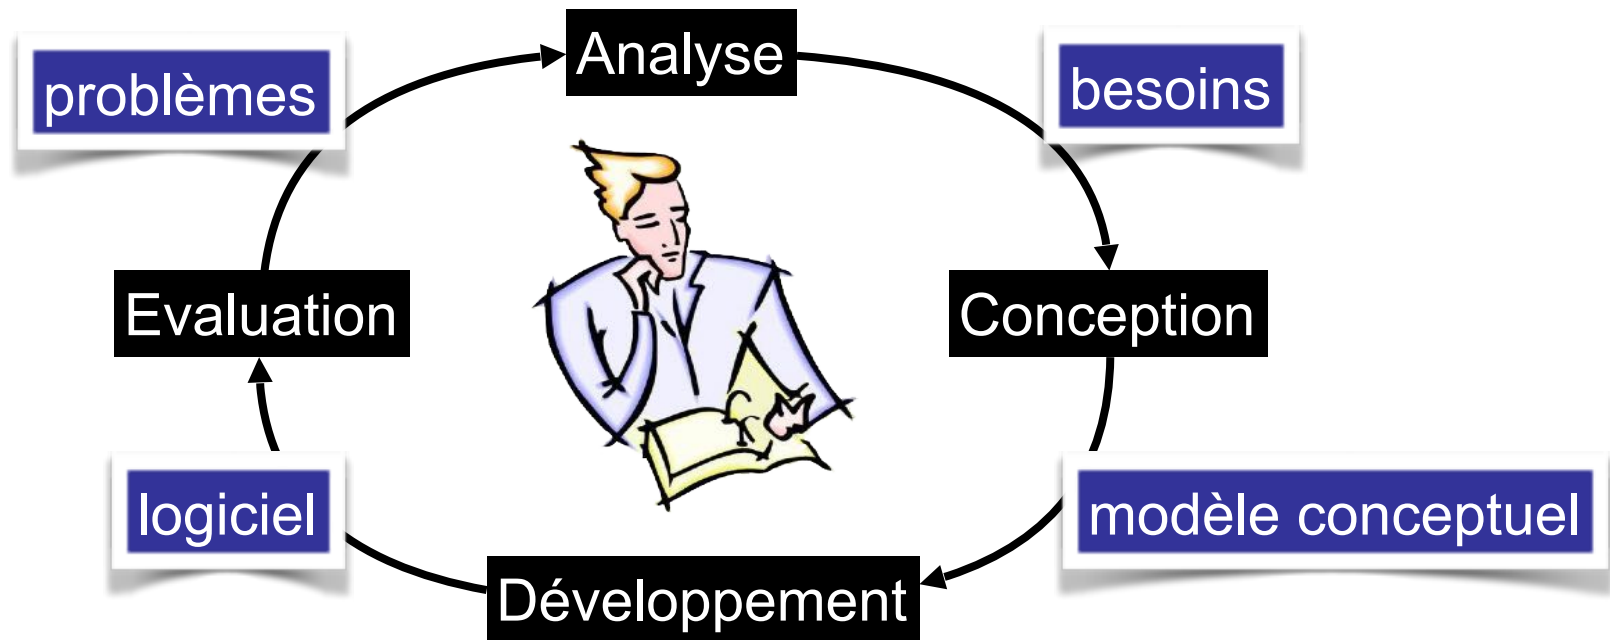 Analyse
problèmes
besoins
Evaluation
Conception
logiciel
modèle conceptuel
Développement